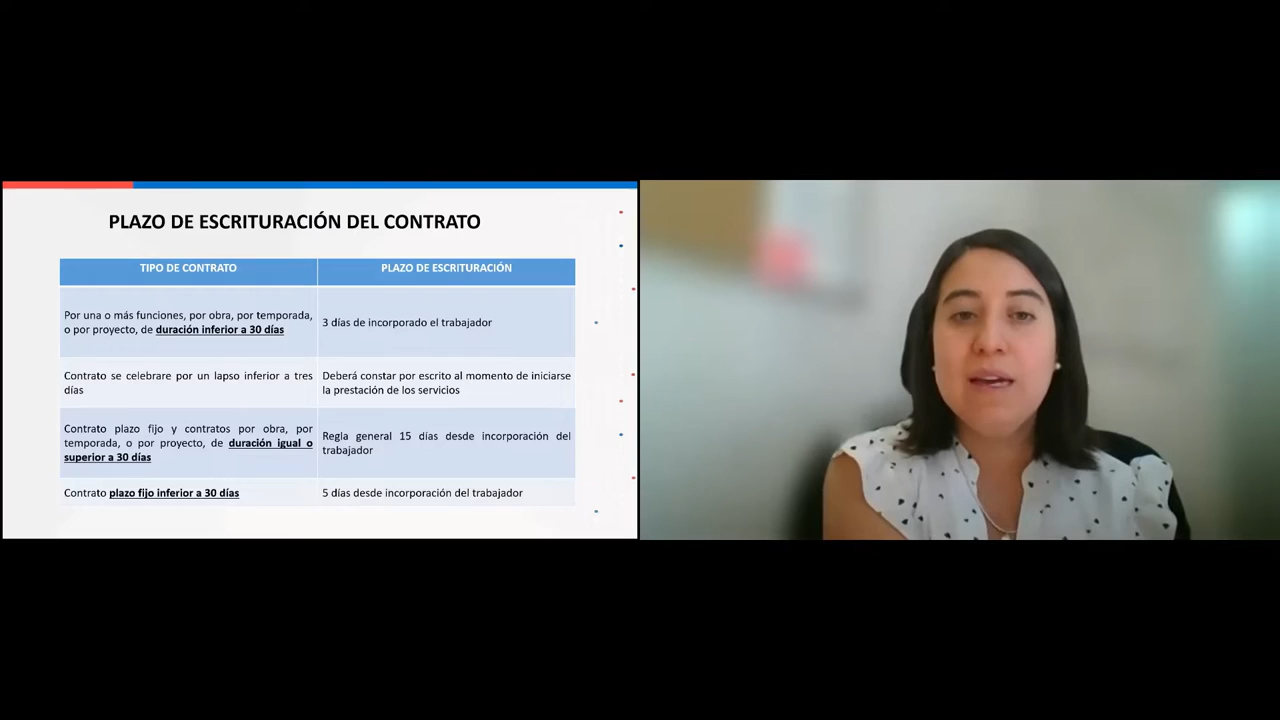 PLAZO DE ESCRITURACIÓN DEL CONTRATO
TIPO DE CONTRATO
PLAZO DE ESCRITURACIÓN
Por una o más funciones, por obra, por temporada,
o por proyecto, de duración inferior a 30 días
3 días de incorporado el trabajador
Contrato se celebrare por un lapso inferior a tres
días
Deberá constar por escrito al momento de iniciarse
la prestación de los servicios
Contrato plazo fijo y contratos por obra, por
temporada, o por proyecto, de duración igual o
superior a 30 días
Regla general 15 días desde incorporación del
trabajador
Contrato plazo fijo inferior a 30 días
5 días desde incorporación del trabajador